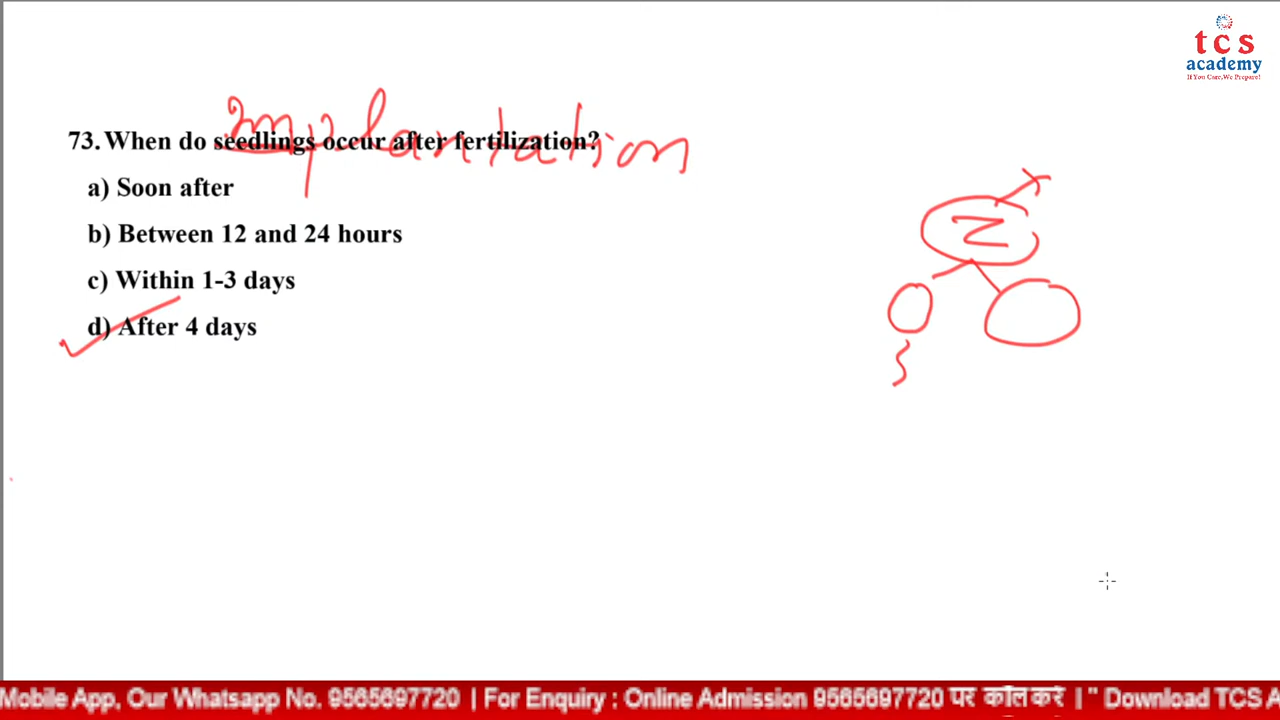 tcs
academy
If You Care,We Prepare!
Implantation
73. When do seedlings occur after fertilization?
a) Soon after
b) Between 12 and 24 hours
c) Within 1-3 days
d) After 4 days
Z
Mobile App, Our Whatsapp No. 9565697720 | For Enquiry : Online Admission 9565697720 पर कॉल करें | " Download TCS A